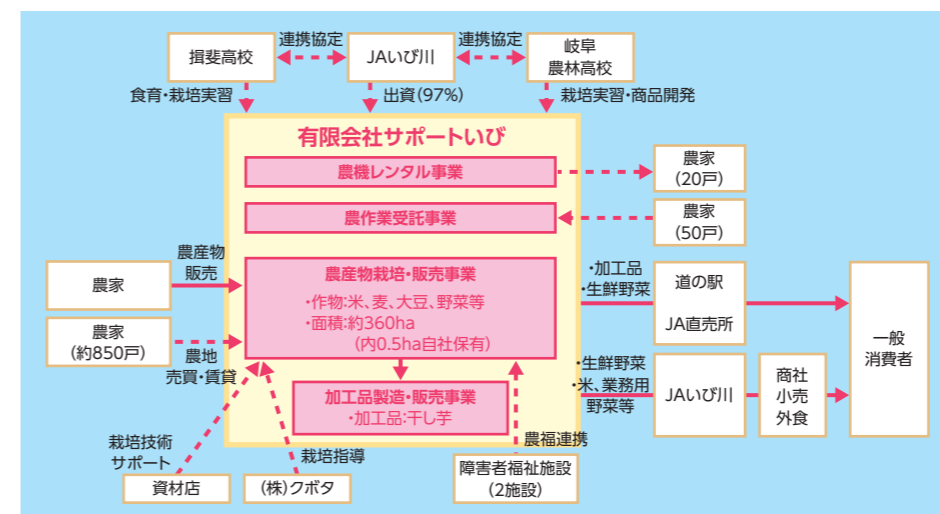 連携協定
連携協定
揖斐高校
JAいび川
岐阜
農林高校
食育・栽培実習
出資(97%)
栽培実習・商品開発
有限会社サポートいび
農機レンタル事業
農家
(20戸)
農作業受託事業
農家
(50戸)
農産物
販売
農家
農産物栽培・販売事業
・作物:米、麦、大豆、野菜等
・面積:約360ha
(内0.5ha自社保有)
・加工品
・生鮮野菜
道の駅
JA直売所
農家
(約850戸)
農地
売買・賃貸
一般
消費者
・生鮮野菜
・米、業務用
野菜等
JAいび川
商社
小売
外食
加工品製造・販売事業
・加工品:干し芋
栽培技術
サポート
栽培指導
農福連携
資材店
(株)クボタ
障害者福祉施設
(2施設)